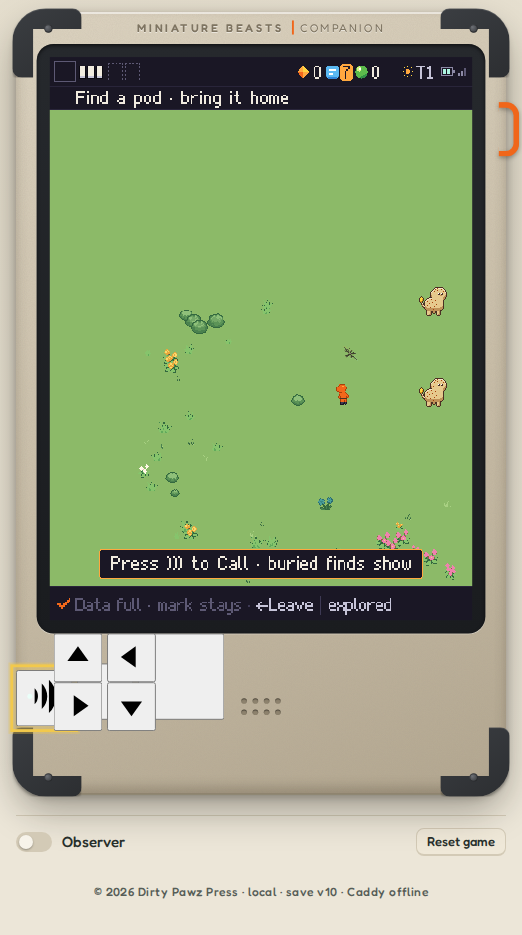 MINIATURE BEASTS | COMPANION
0 7 0 T1
Find a pod · bring it home
Press ))) to Call · buried finds show
Data full · mark stays · ←Leave | explored
Observer
Reset game
© 2026 Dirty Pawz Press · local · save v10 · Caddy offline